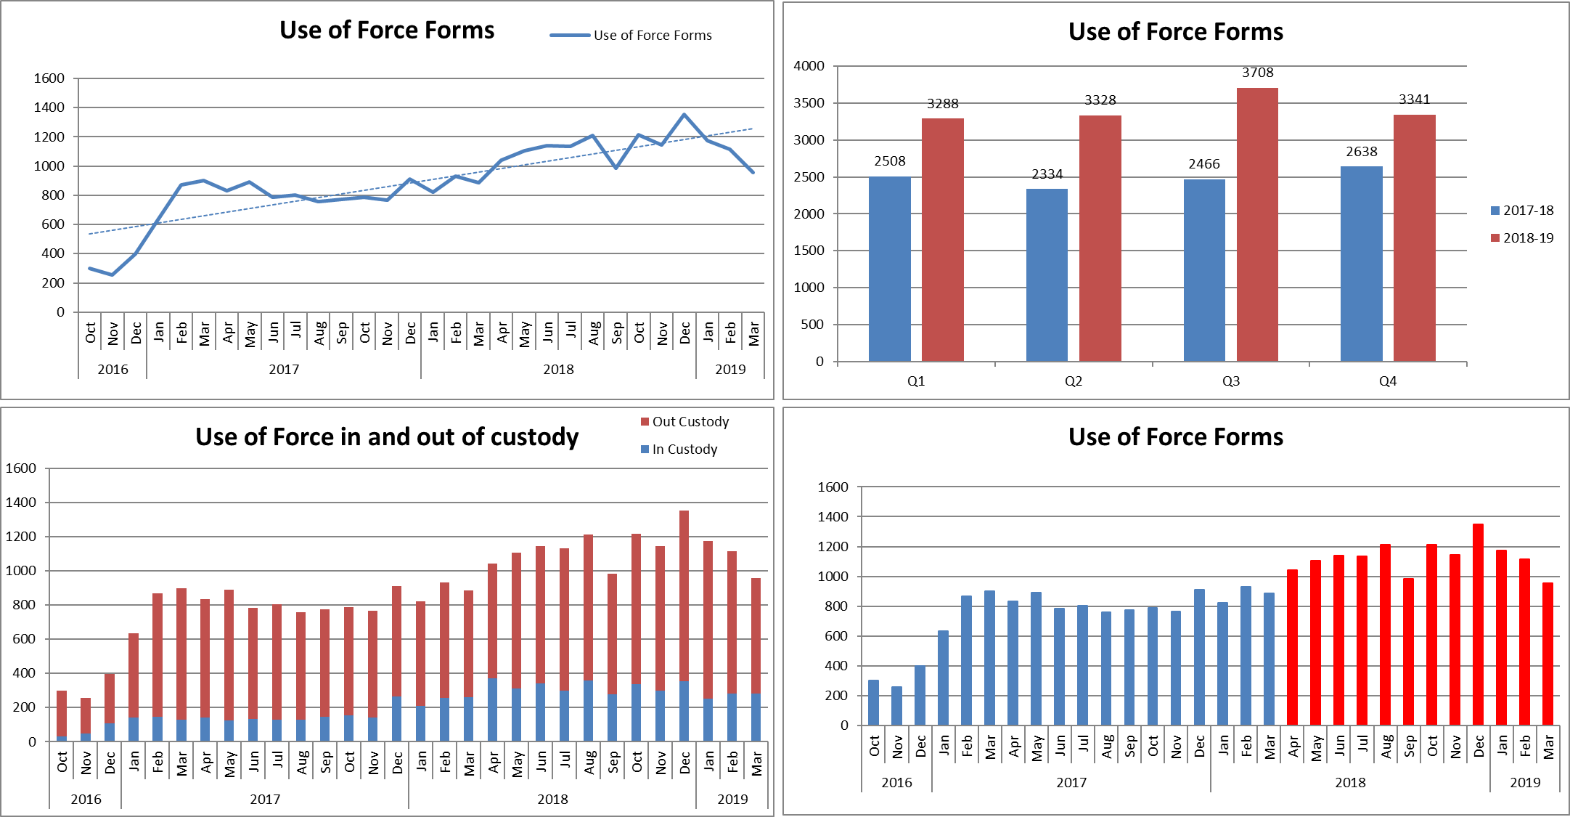 Use of Force Forms
Use of Force Forms
1600
1400
1200
1000
800
600
400
200
0
Oct Nov Dec Jan Feb Mar Apr May Jun Jul Aug Sep Oct Nov Dec Jan Feb Mar Apr May Jun Jul Aug Sep Oct Nov Dec Jan Feb Mar
2016 2017 2018 2019
Use of Force Forms
4000
3500
3000
2500
2000
1500
1000
500
0
2508 3288 2334 3328 2466 3708 2638 3341
Q1 Q2 Q3 Q4
2017-18
2018-19
Use of Force in and out of custody
Out Custody
In Custody
1600
1400
1200
1000
800
600
400
200
0
Oct Nov Dec Jan Feb Mar Apr May Jun Jul Aug Sep Oct Nov Dec Jan Feb Mar Apr May Jun Jul Aug Sep Oct Nov Dec Jan Feb Mar
2016 2017 2018 2019
Use of Force Forms
1600
1400
1200
1000
800
600
400
200
0
Oct Nov Dec Jan Feb Mar Apr May Jun Jul Aug Sep Oct Nov Dec Jan Feb Mar Apr May Jun Jul Aug Sep Oct Nov Dec Jan Feb Mar
2016 2017 2018 2019